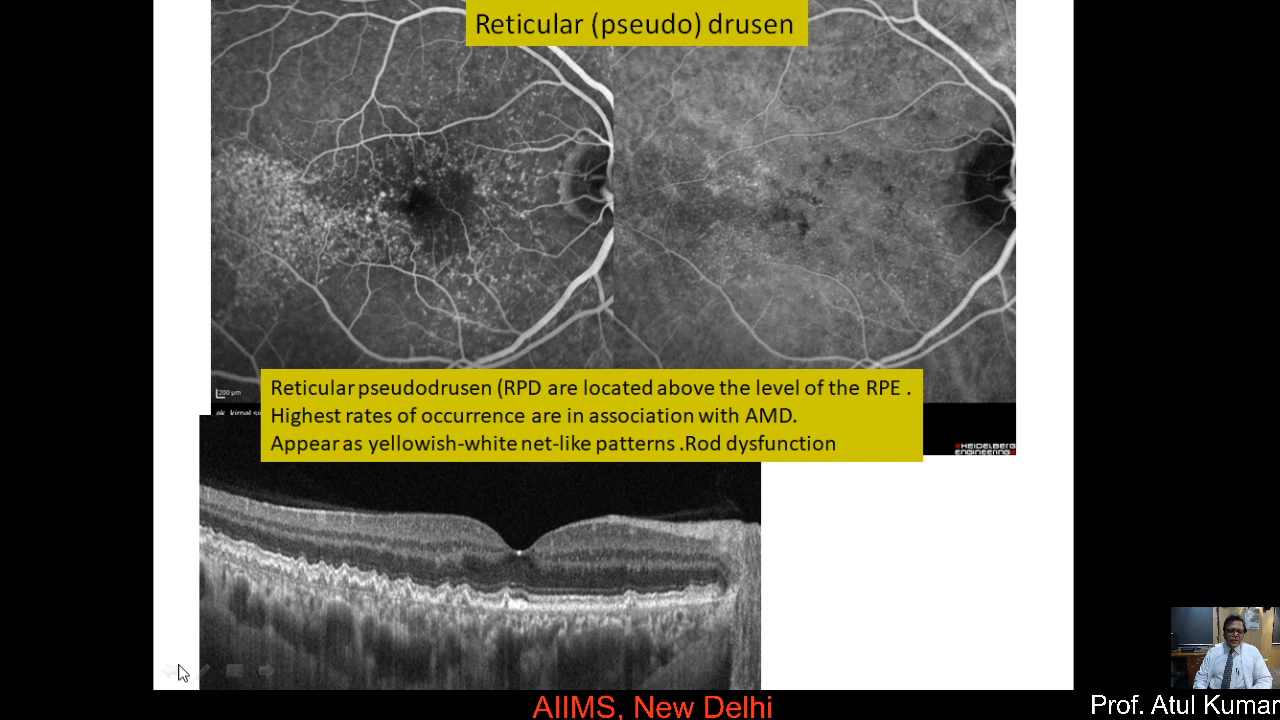 Reticular (pseudo) drusen
200 µm
Reticular pseudodrusen (RPD are located above the level of the RPE .
Highest rates of occurrence are in association with AMD.
Appear as yellowish-white net-like patterns .Rod dysfunction
HEIDELBERG
ENGINEERING
AIIMS, New Delhi
Prof. Atul Kumar